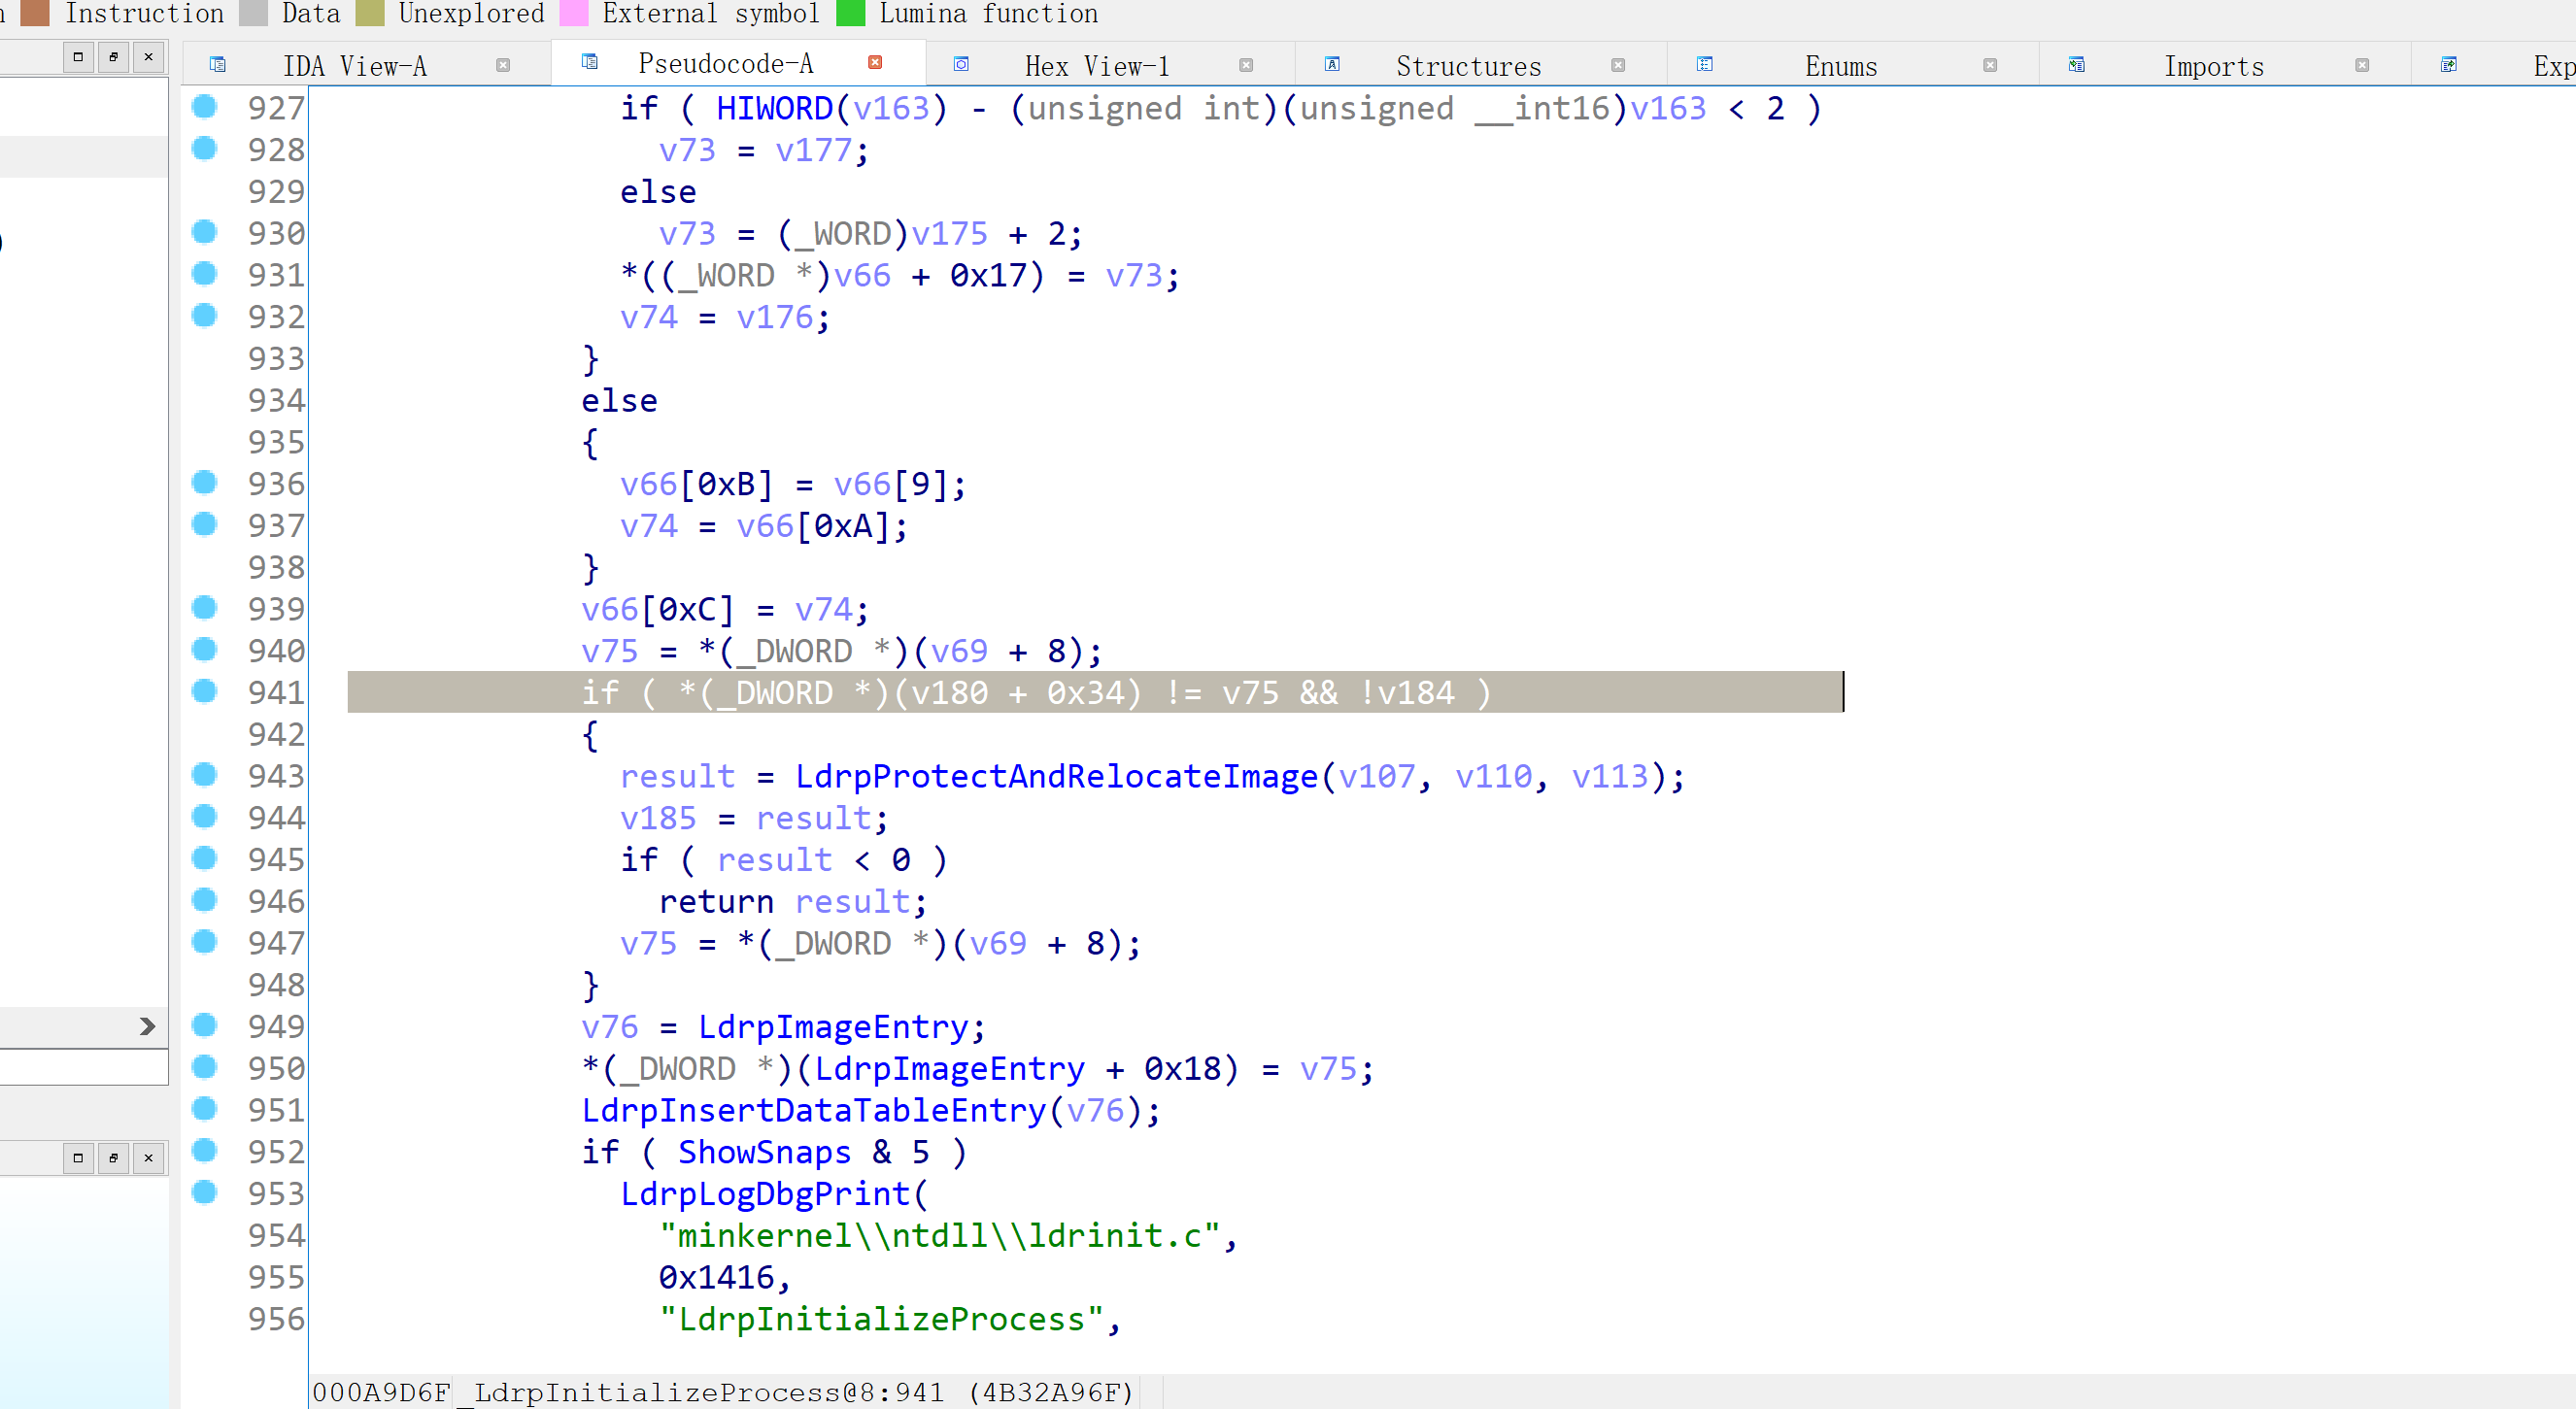 n Instruction Data Unexplored External symbol Lumina function
IDA View-A Pseudocode-A Hex View-1 Structures Enums Imports Exp
927 if ( HIWORD(v163) - (unsigned int)(unsigned __int16)v163 < 2 )
928 v73 = v177;
929 else
930 v73 = (_WORD)v175 + 2;
931 *((_WORD *)v66 + 0x17) = v73;
932 v74 = v176;
933 }
934 else
935 {
936 v66[0xB] = v66[9];
937 v74 = v66[0xA];
938 }
939 v66[0xC] = v74;
940 v75 = *(_DWORD *)(v69 + 8);
941 if ( *(_DWORD *)(v180 + 0x34) != v75 && !v184 )
942 {
943 result = LdrpProtectAndRelocateImage(v107, v110, v113);
944 v185 = result;
945 if ( result < 0 )
946 return result;
947 v75 = *(_DWORD *)(v69 + 8);
948 }
949 v76 = LdrpImageEntry;
950 *(_DWORD *)(LdrpImageEntry + 0x18) = v75;
951 LdrpInsertDataTableEntry(v76);
952 if ( ShowSnaps & 5 )
953 LdrpLogDbgPrint(
954 "minkernel\\ntdll\\ldrinit.c",
955 0x1416,
956 "LdrpInitializeProcess",
000A9D6F _LdrpInitializeProcess@8:941 (4B32A96F)